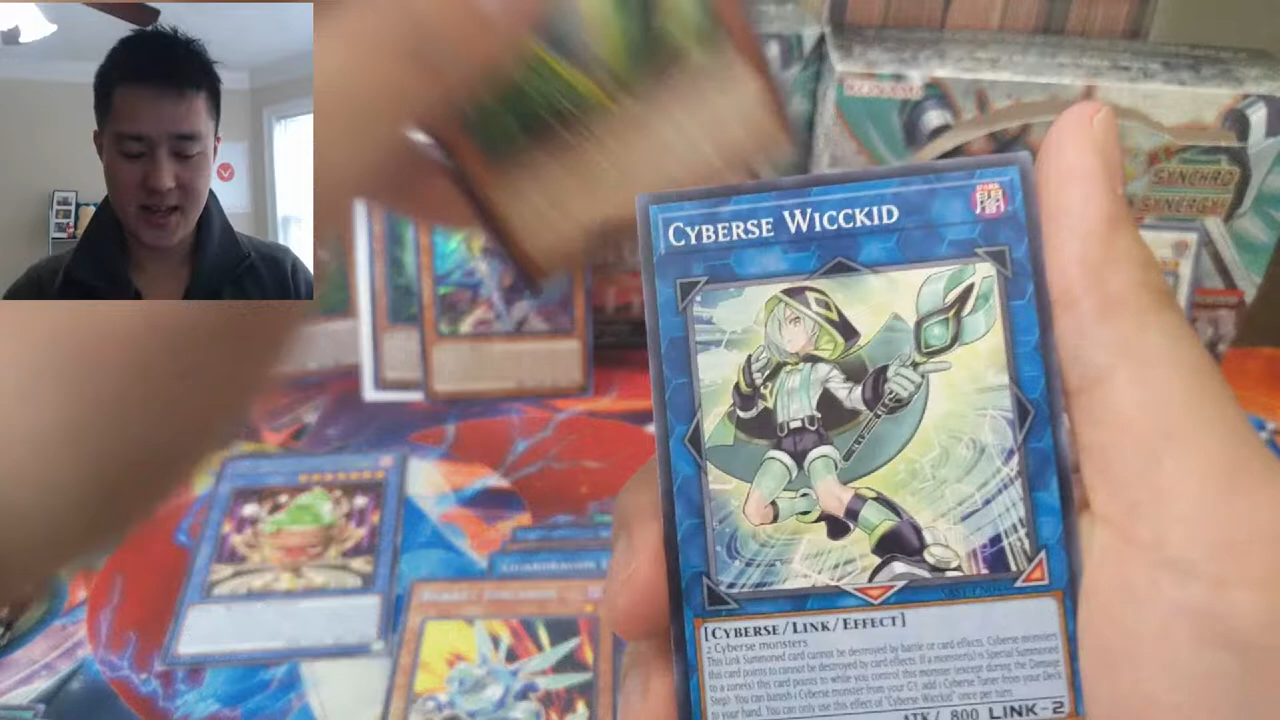 KONAMI
SYNCHRO
SYNERGY
CYBERSE WICCKID
闇
[CYBERSE/LINK/EFFECT]
2 Cyberse monsters
This Link Summoned card cannot be destroyed by battle or card effects. Cyberse monsters
this card points to cannot be destroyed by card effects. If a monster(s) is Special Summoned
to a zone(s) this card points to while you control this monster (except during the Damage
Step): You can banish 1 Cyberse monster from your GY; add 1 Cyberse Tuner from your Deck
to your hand. You can only use this effect of "Cyberse Wicckid" once per turn.
ATK/ 800 LINK-2